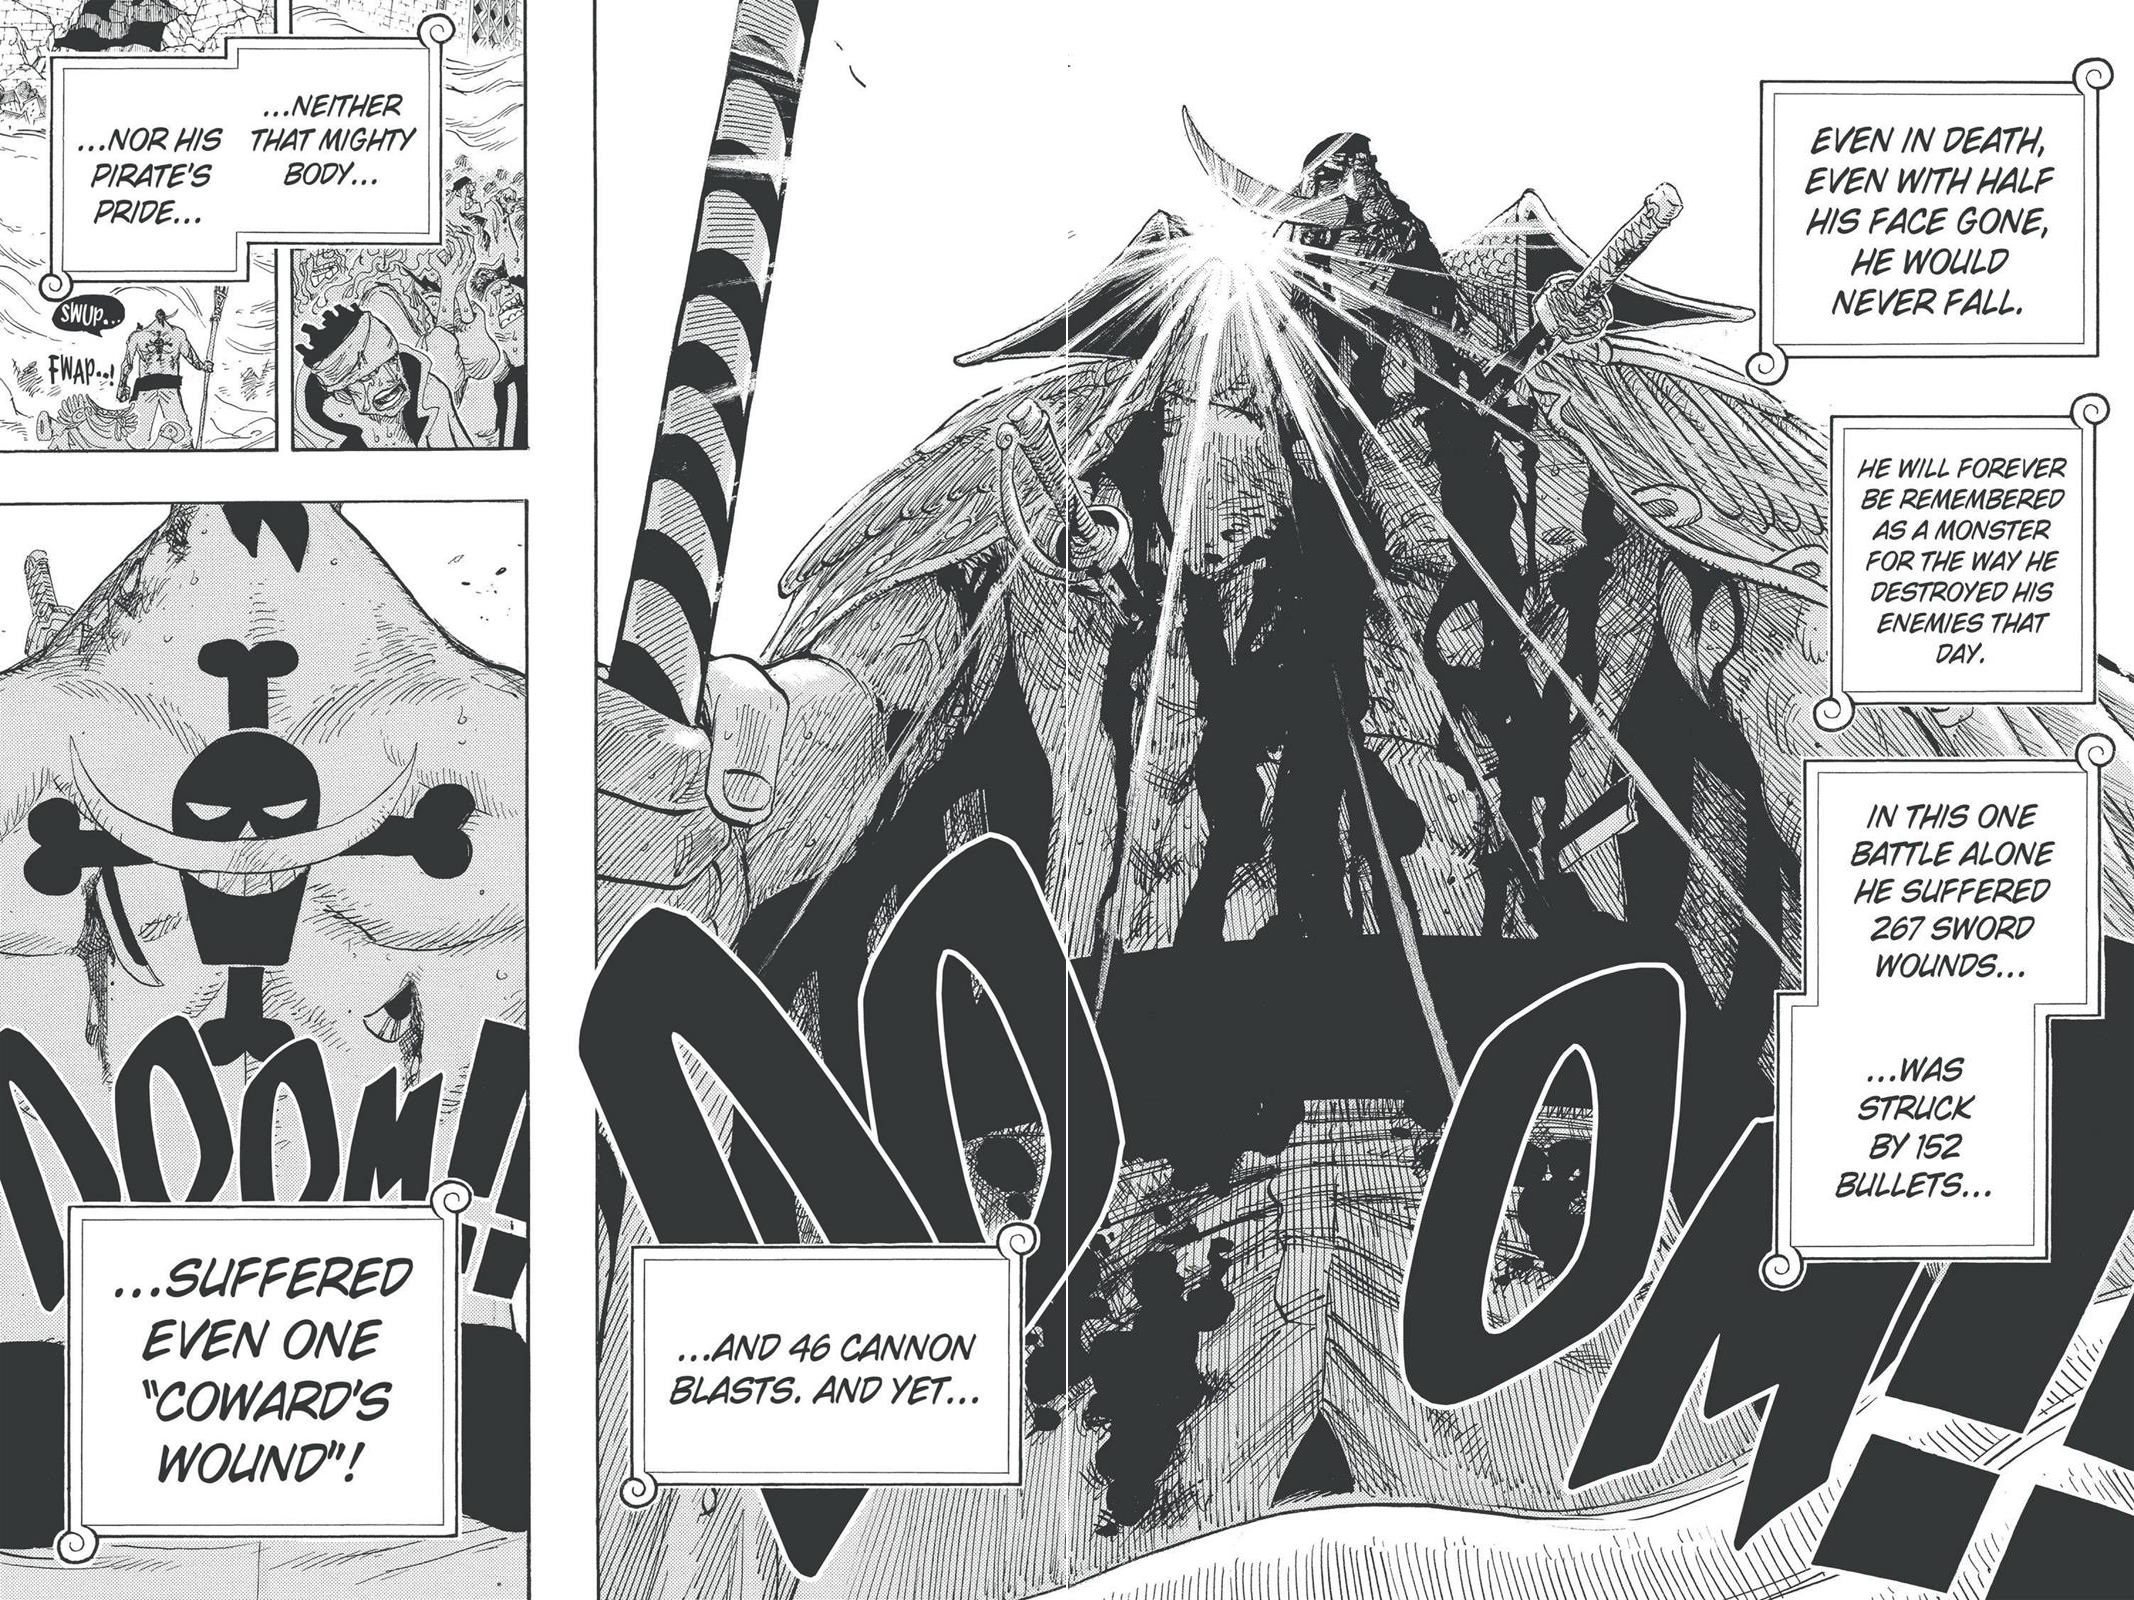 EVEN IN DEATH,
EVEN WITH HALF
HIS FACE GONE,
HE WOULD
NEVER FALL.
HE WILL FOREVER
BE REMEMBERED
AS A MONSTER
FOR THE WAY HE
DESTROYED HIS
ENEMIES THAT
DAY.
IN THIS ONE
BATTLE ALONE
HE SUFFERED
267 SWORD
WOUNDS...
...WAS
STRUCK
BY 152
BULLETS...
DOOM!!
...AND 46 CANNON
BLASTS. AND YET...
...NEITHER
THAT MIGHTY
BODY...
...NOR HIS
PIRATE'S
PRIDE...
SWUP...
FWAP..!
DOOOM!!
...SUFFERED
EVEN ONE
"COWARD'S
WOUND"!